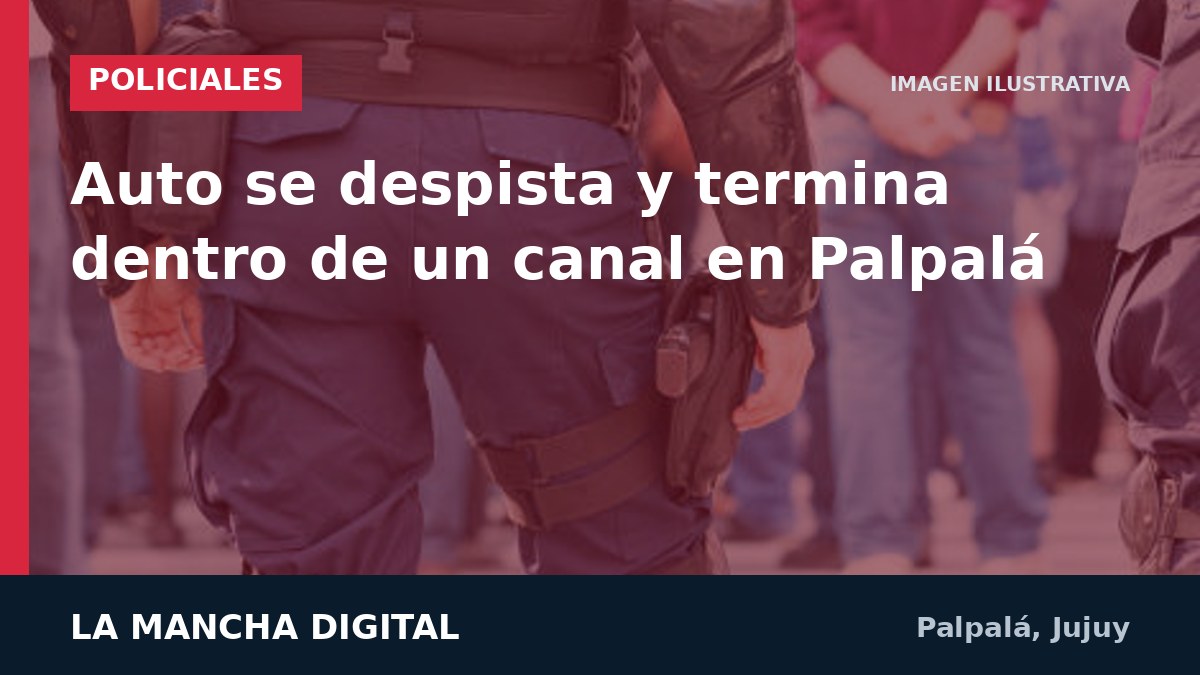 POLICIALES
IMAGEN ILUSTRATIVA
Auto se despista y termina
dentro de un canal en Palpalá
LA MANCHA DIGITAL
Palpalá, Jujuy